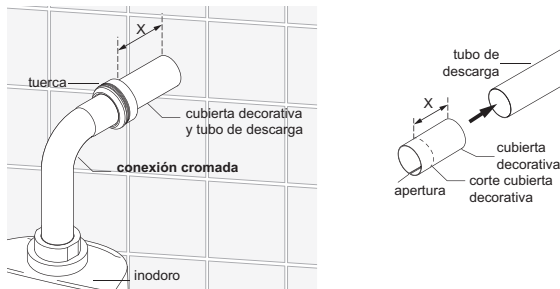 X
tuerca
cubierta decorativa
y tubo de descarga
conexión cromada
inodoro
tubo de
descarga
X
cubierta
decorativa
apertura
corte cubierta
decorativa